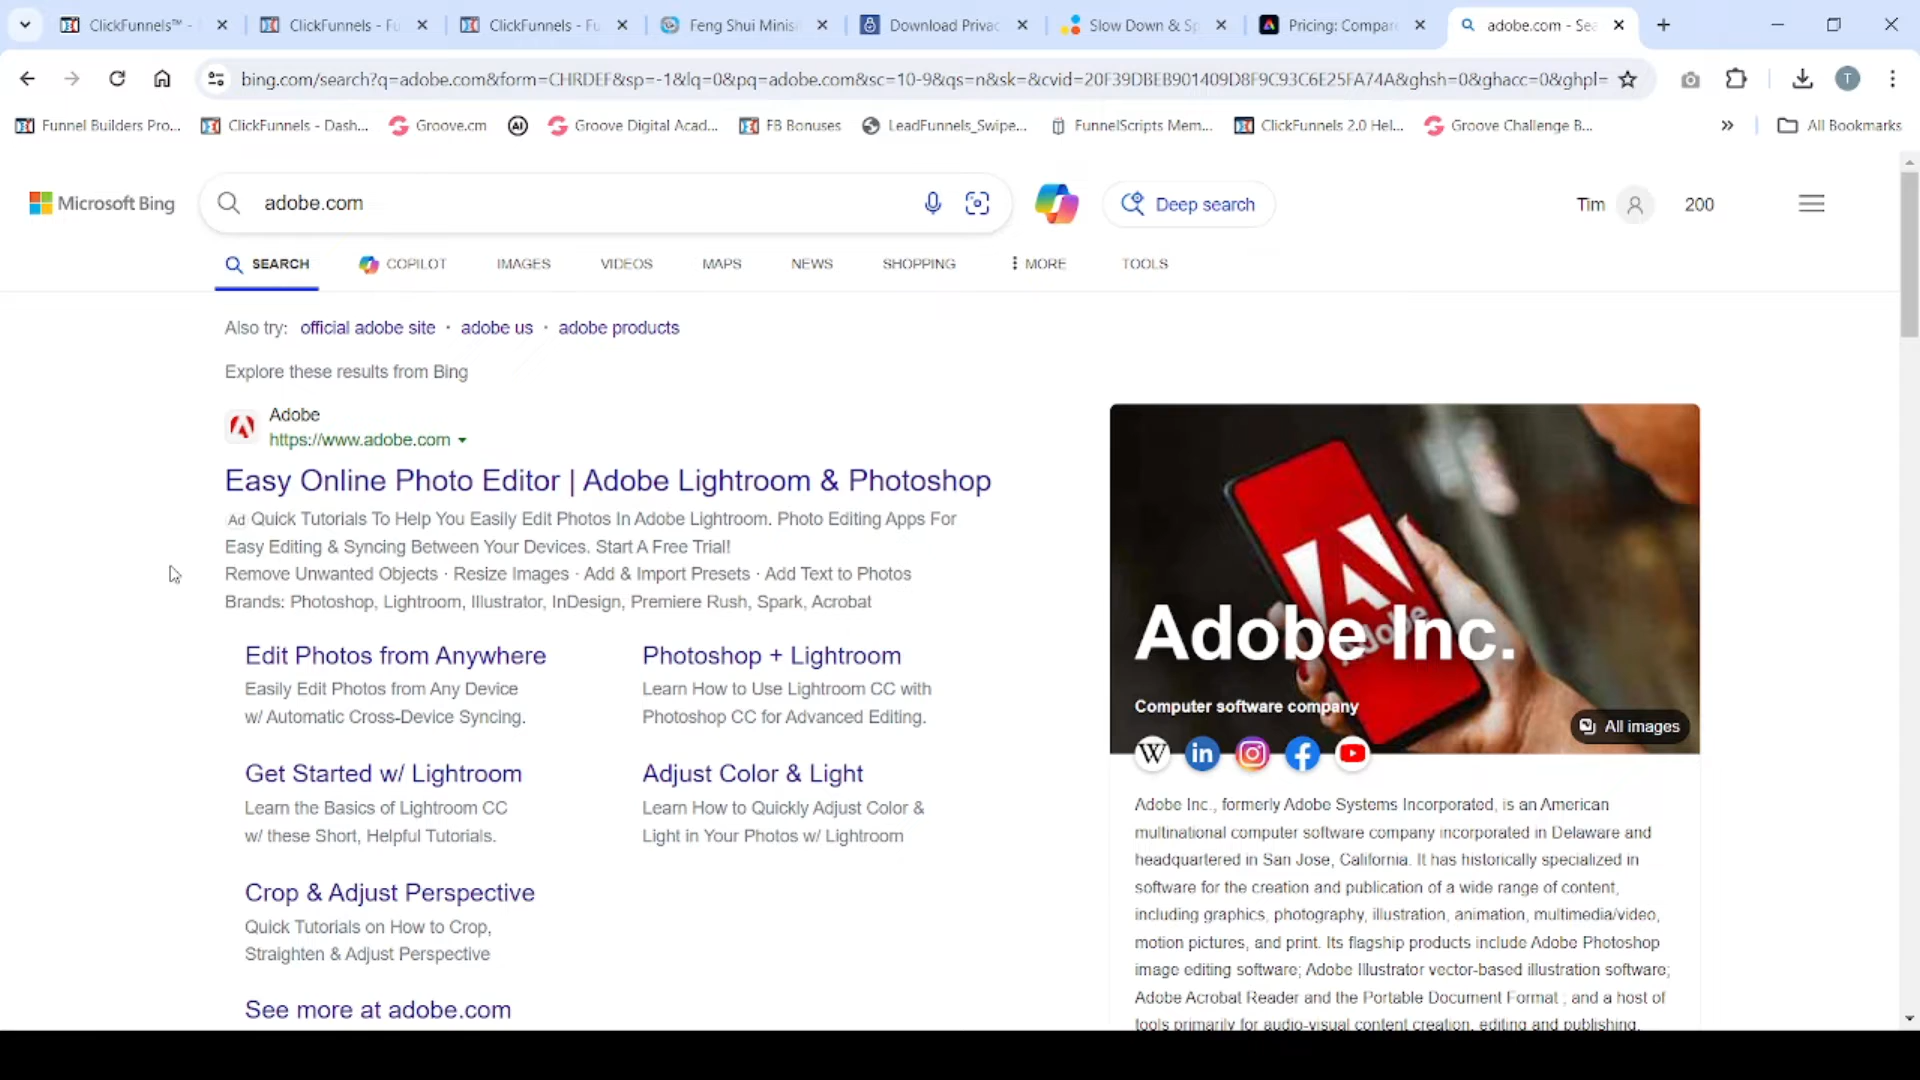 ClickFunnels™ -
ClickFunnels - Fu
ClickFunnels - Fu
Feng Shui Minis
Download Privac
Slow Down & Sp
Pricing: Compar
adobe.com - Sea
bing.com/search?q=adobe.com&form=CHRDEF&sp=-1&lq=0&pq=adobe.com&sc=10-9&qs=n&sk=&cvid=20F39DBEB901409D8F9C93C6E25FA74A&ghsh=0&ghacc=0&ghpl=
T
Funnel Builders Pro...
ClickFunnels - Dash...
Groove.cm
AI
Groove Digital Acad...
FB Bonuses
LeadFunnels_Swipe...
FunnelScripts Mem...
ClickFunnels 2.0 Hel...
Groove Challenge B...
»
All Bookmarks
Microsoft Bing
adobe.com
Deep search
Tim
200
SEARCH
COPILOT
IMAGES
VIDEOS
MAPS
NEWS
SHOPPING
MORE
TOOLS
Also try: official adobe site · adobe us · adobe products
Explore these results from Bing
Adobe
https://www.adobe.com
Easy Online Photo Editor | Adobe Lightroom & Photoshop
Ad Quick Tutorials To Help You Easily Edit Photos In Adobe Lightroom. Photo Editing Apps For
Easy Editing & Syncing Between Your Devices. Start A Free Trial!
Remove Unwanted Objects · Resize Images · Add & Import Presets · Add Text to Photos
Brands: Photoshop, Lightroom, Illustrator, InDesign, Premiere Rush, Spark, Acrobat
Edit Photos from Anywhere
Easily Edit Photos from Any Device
w/ Automatic Cross-Device Syncing.
Photoshop + Lightroom
Learn How to Use Lightroom CC with
Photoshop CC for Advanced Editing.
Get Started w/ Lightroom
Learn the Basics of Lightroom CC
w/ these Short, Helpful Tutorials.
Adjust Color & Light
Learn How to Quickly Adjust Color &
Light in Your Photos w/ Lightroom
Crop & Adjust Perspective
Quick Tutorials on How to Crop,
Straighten & Adjust Perspective
See more at adobe.com
Adobe
Adobe Inc.
Computer software company
All images
W
in
Adobe Inc., formerly Adobe Systems Incorporated, is an American
multinational computer software company incorporated in Delaware and
headquartered in San Jose, California. It has historically specialized in
software for the creation and publication of a wide range of content,
including graphics, photography, illustration, animation, multimedia/video,
motion pictures, and print. Its flagship products include Adobe Photoshop
image editing software; Adobe Illustrator vector-based illustration software;
Adobe Acrobat Reader and the Portable Document Format ; and a host of
tools primarily for audio-visual content creation, editing and publishing.